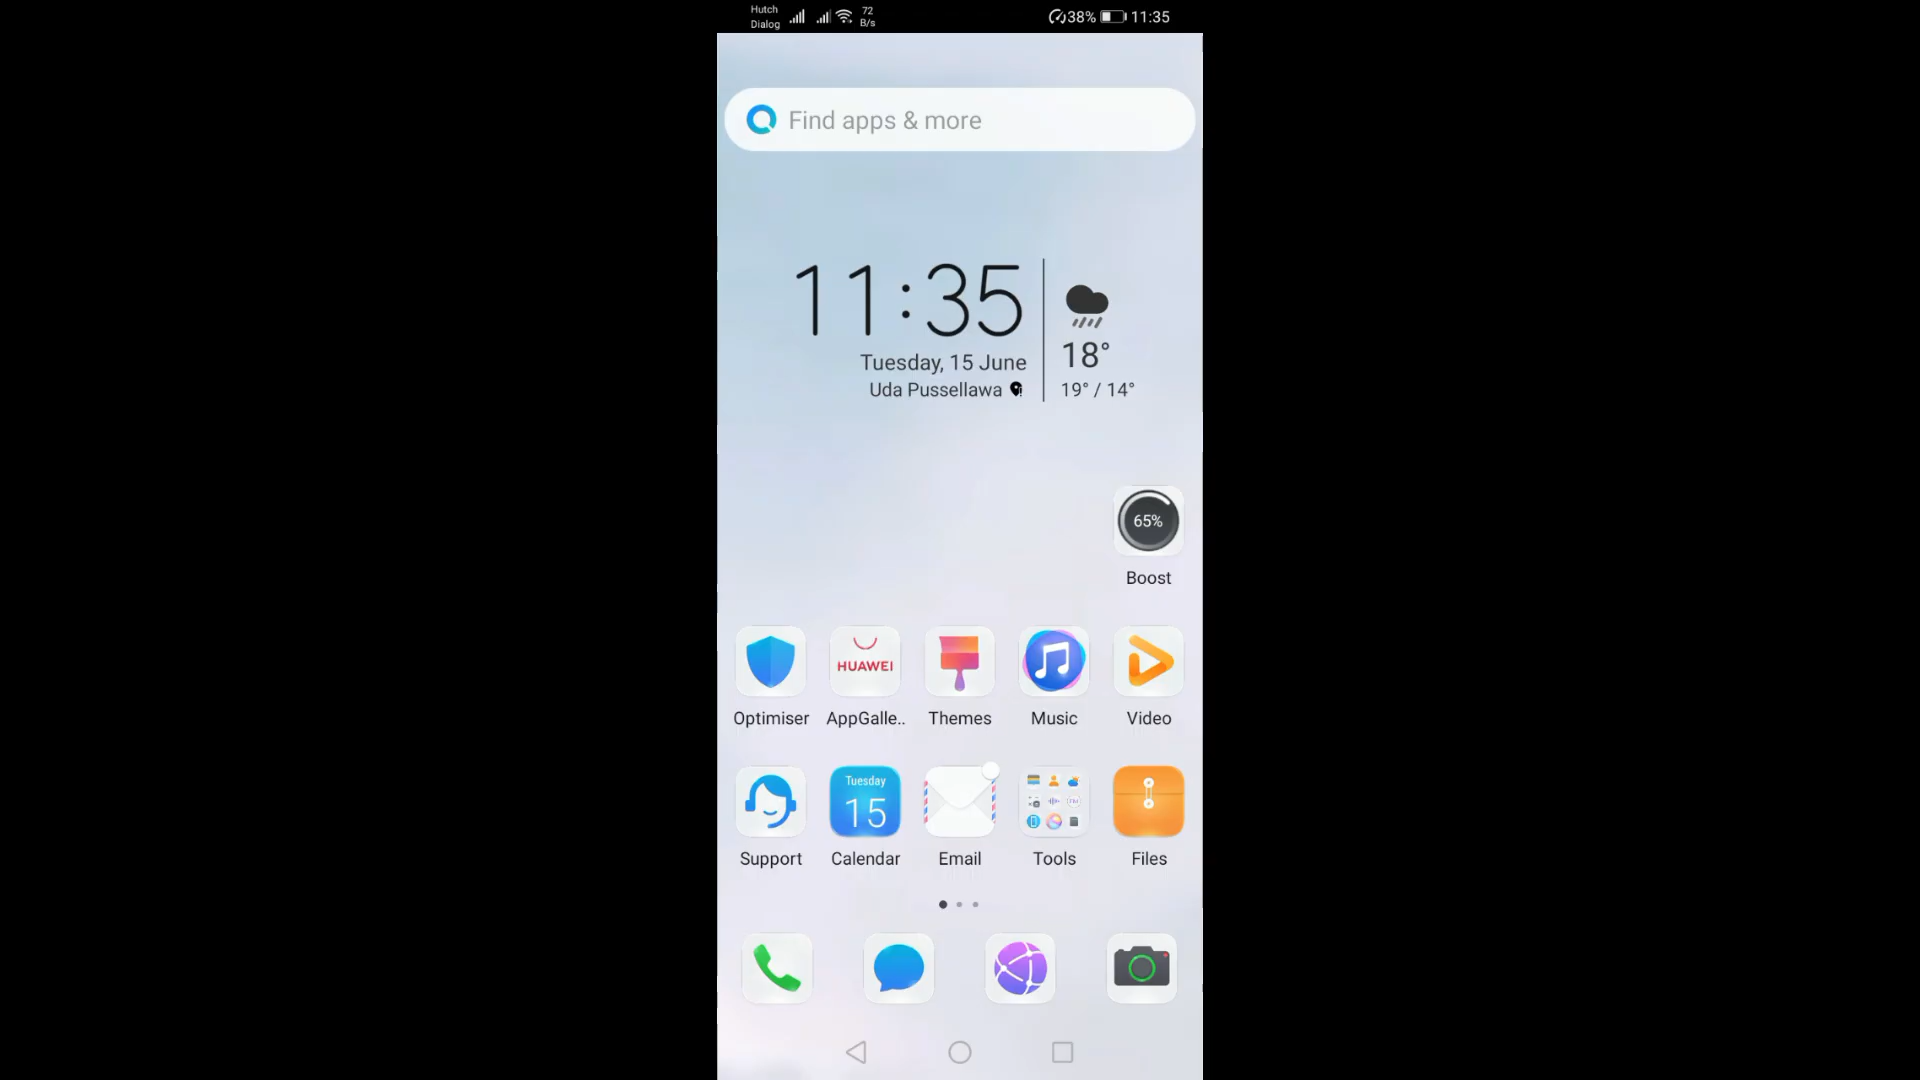 Hutch
Dialog
72
B/s
38%
11:35
Find apps & more
11:35
Tuesday, 15 June
Uda Pussellawa
18°
19° / 14°
65%
Boost
HUAWEI
Optimiser
AppGalle..
Themes
Music
Video
Tuesday
15
Support
Calendar
Email
Tools
Files